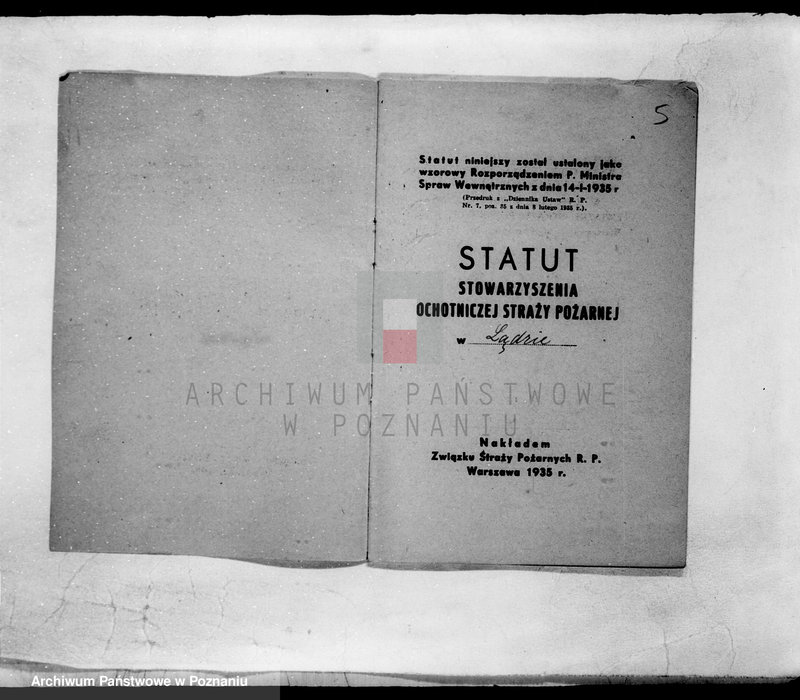 5
Statut niniejszy został ustalony jako
wzorowy Rozporządzeniem P. Ministra
Spraw Wewnętrznych z dnia 14-I-1935 r
(Przedruk z „Dziennika Ustaw” R. P.
Nr. 7, poz. 35 z dnia 8 lutego 1935 r.).
STATUT
STOWARZYSZENIA
OCHOTNICZEJ STRAŻY POŻARNEJ
w Lądzie
ARCHIWUM PAŃSTWOWE
W POZNANIU
Nakładem
Związku Straży Pożarnych R. P.
Warszawa 1935 r.
Archiwum Państwowe w Poznaniu